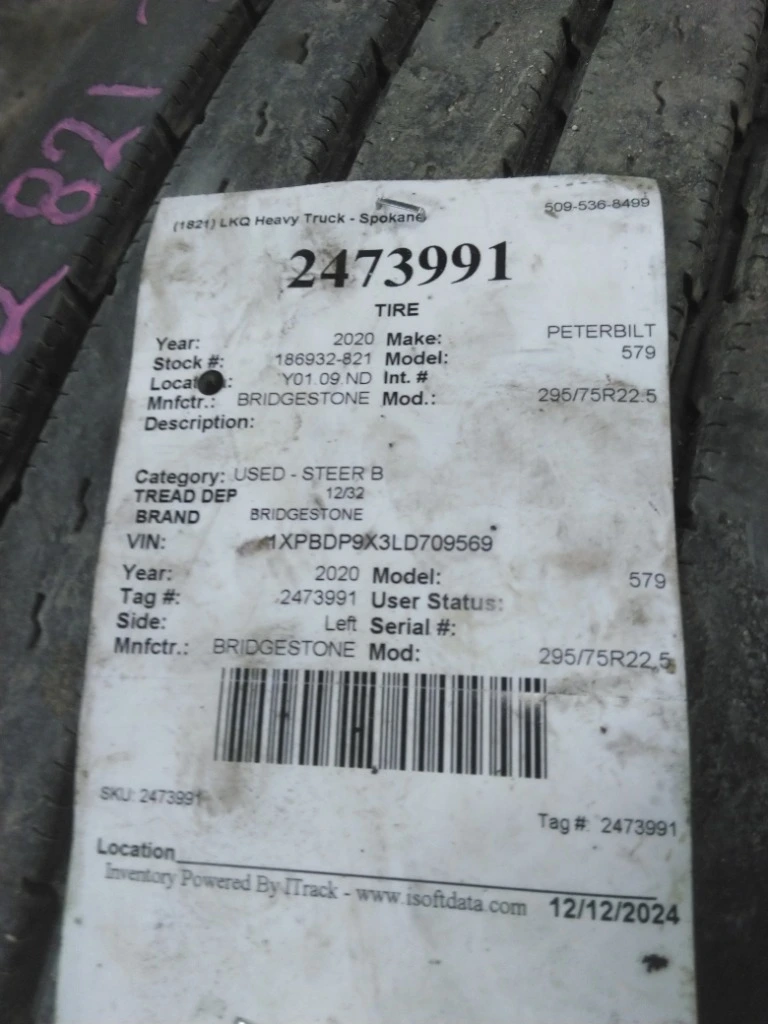 821
(1821) LKQ Heavy Truck - Spokane 509-536-8499
2473991
TIRE
Year: 2020 Make: PETERBILT
Stock #: 186932-821 Model: 579
Y01.09.ND Int. #
Mnfctr.: BRIDGESTONE Mod.: 295/75R22.5
Description:
Category: USED - STEER B
TREAD DEP 12/32
BRAND BRIDGESTONE
VIN: 1XPBDP9X3LD709569
Year: 2020 Model: 579
Tag #: 2473991 User Status:
Side: Left Serial #:
Mnfctr.: BRIDGESTONE Mod: 295/75R22.5
SKU: 2473991
Tag # 2473991
Location
Inventory Powered By ITrack - www.isoftdata.com 12/12/2024